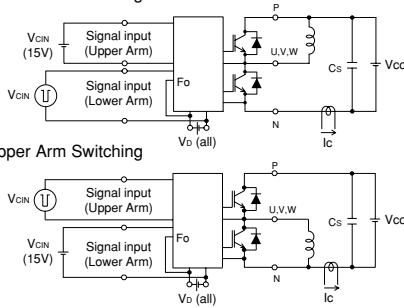 P
VCIN
(15V)
Signal input
(Upper Arm)
U,V,W
CS
Vcc
VCIN
Signal input
(Lower Arm)
Fo
N
VD (all)
Ic
pper Arm Switching
P
VCIN
Signal input
(Upper Arm)
U,V,W
CS
Vcc
VCIN
(15V)
Signal input
(Lower Arm)
Fo
N
VD (all)
Ic